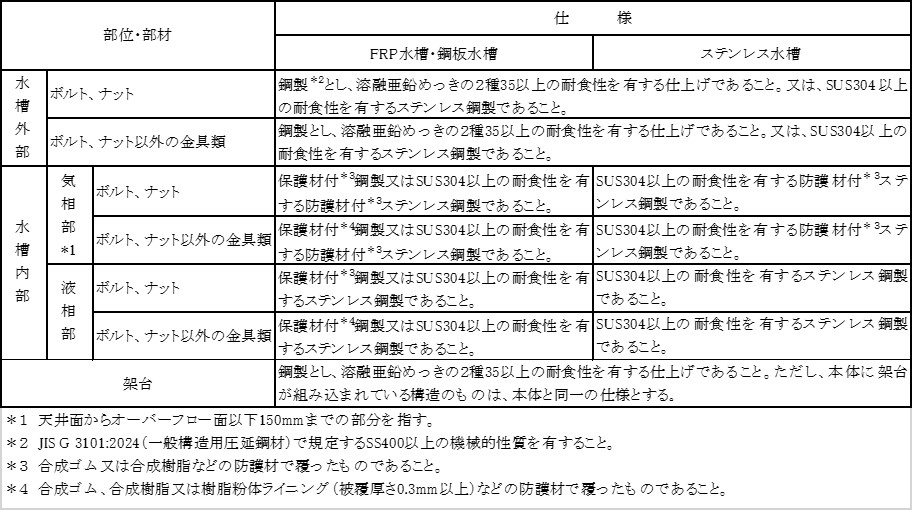 部位・部材
仕　様
FRP水槽・鋼板水槽
ステンレス水槽
水槽外部
ボルト、ナット
鋼製＊2とし、溶融亜鉛めっきの2種35以上の耐食性を有する仕上げであること。又は、SUS304以上
の耐食性を有するステンレス鋼製であること。
ボルト、ナット以外の金具類
鋼製とし、溶融亜鉛めっきの2種35以上の耐食性を有する仕上げであること。又は、SUS304以上の
耐食性を有するステンレス鋼製であること。
水槽内部
気相部＊1
ボルト、ナット
保護材付＊3鋼製又はSUS304以上の耐食性を有
する防護材付＊3ステンレス鋼製であること。
SUS304以上の耐食性を有する防護材付＊3ステ
ンレス鋼製であること。
ボルト、ナット以外の金具類
保護材付＊4鋼製又はSUS304以上の耐食性を有
する防護材付＊3ステンレス鋼製であること。
SUS304以上の耐食性を有する防護材付＊3ステ
ンレス鋼製であること。
液相部
ボルト、ナット
保護材付＊3鋼製又はSUS304以上の耐食性を有
するステンレス鋼製であること。
SUS304以上の耐食性を有するステンレス鋼製
であること。
ボルト、ナット以外の金具類
保護材付＊4鋼製又はSUS304以上の耐食性を有
するステンレス鋼製であること。
SUS304以上の耐食性を有するステンレス鋼製
であること。
架台
鋼製とし、溶融亜鉛めっきの2種35以上の耐食性を有する仕上げであること。ただし、本体に架台
が組み込まれている構造のものは、本体と同一の仕様とする。
＊1　天井面からオーバーフロー面以下150mmまでの部分を指す。
＊2　JIS G 3101:2024（一般構造用圧延鋼材）で規定するSS400以上の機械的性質を有すること。
＊3　合成ゴム又は合成樹脂などの防護材で覆ったものであること。
＊4　合成ゴム、合成樹脂又は樹脂粉体ライニング（被覆厚さ0.3mm以上）などの防護材で覆ったものであること。